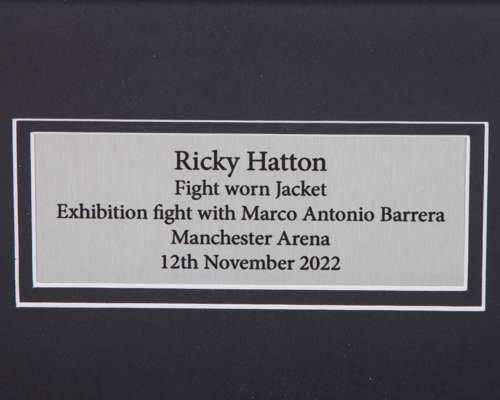 Ricky Hatton
Fight worn Jacket
Exhibition fight with Marco Antonio Barrera
Manchester Arena
12th November 2022